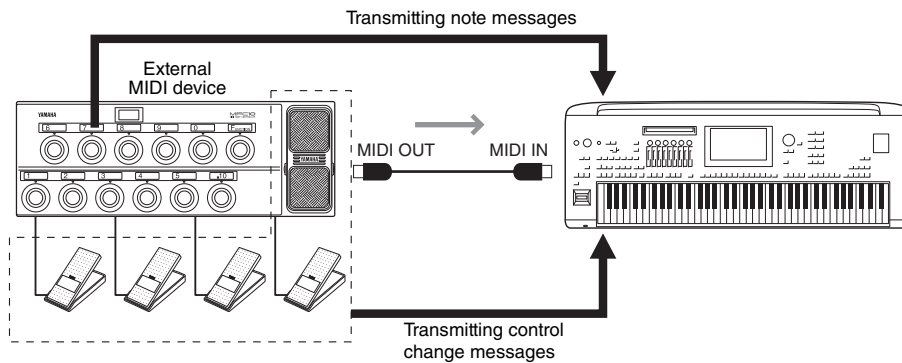 Transmitting note messages
External
MIDI device
YAMAHA
6 7 8 9 0
MIDI OUT
MIDI IN
YAMAHA
1 2 3 4 5 10
Transmitting control
change messages